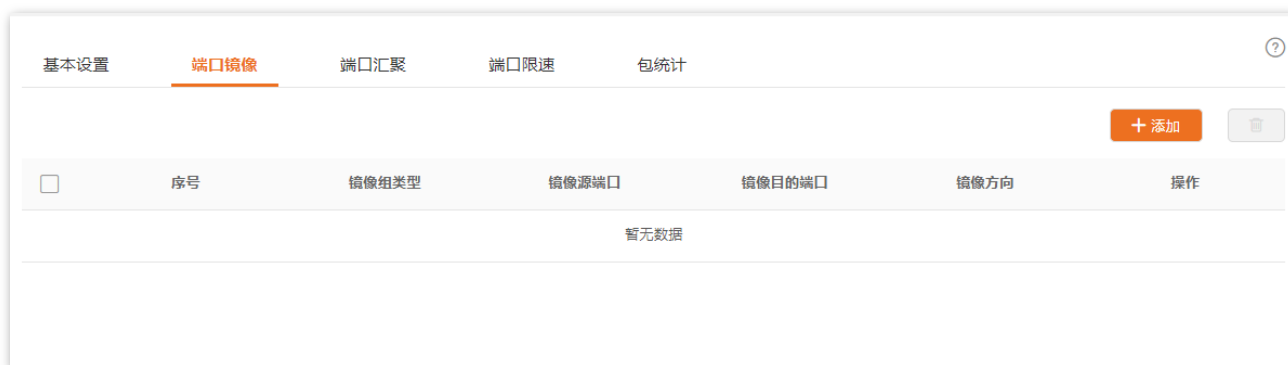 基本设置 端口镜像 端口汇聚 端口限速 包统计 ?
+ 添加
序号 镜像组类型 镜像源端口 镜像目的端口 镜像方向 操作
暂无数据